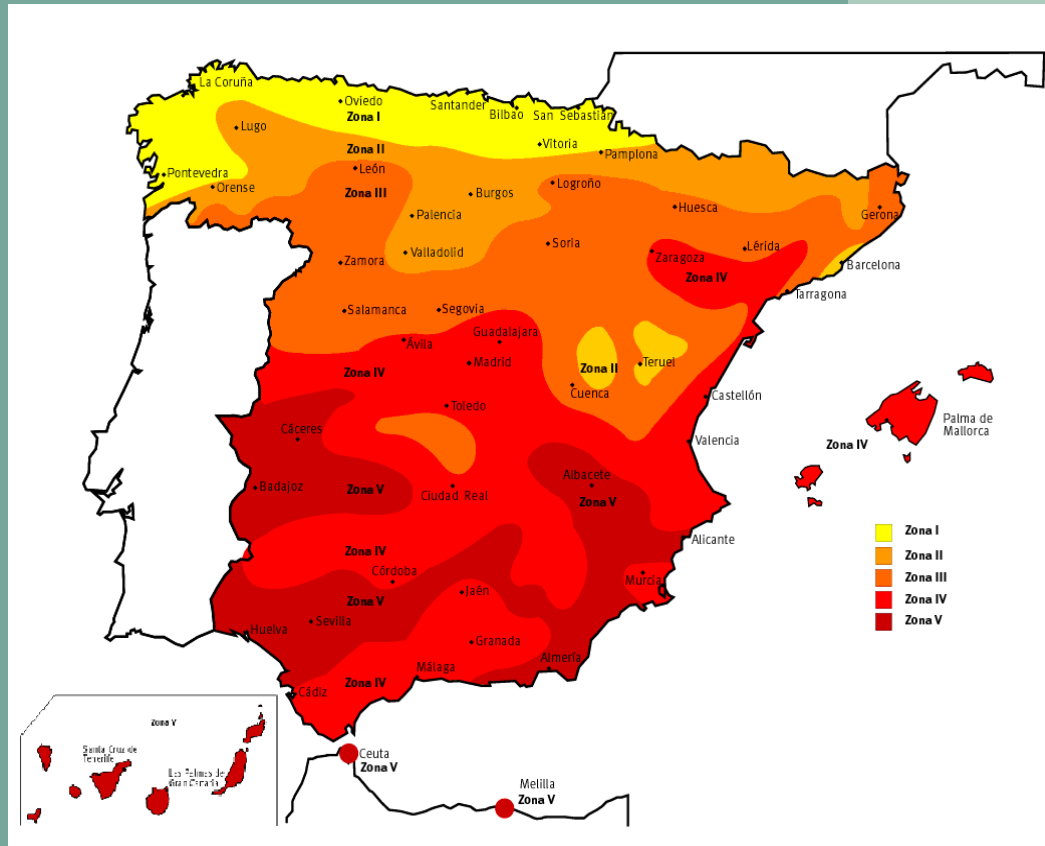 La Coruña
Oviedo
Santander
Bilbao
San Sebastián
Zona I
Lugo
Vitoria
Zona II
Pamplona
León
Pontevedra
Orense
Zona III
Burgos
Logroño
Palencia
Huesca
Gerona
Valladolid
Soria
Zaragoza
Lérida
Zamora
Barcelona
Zona IV
Tarragona
Salamanca
Segovia
Guadalajara
Ávila
Madrid
Zona II
Teruel
Zona IV
Cuenca
Castellón
Toledo
Palma de
Mallorca
Cáceres
Valencia
Zona IV
Albacete
Badajoz
Zona V
Ciudad Real
Zona V
Zona I
Alicante
Zona II
Zona IV
Córdoba
Murcia
Zona III
Jaén
Zona V
Zona IV
Sevilla
Zona V
Huelva
Granada
Almería
Málaga
Zona IV
Cádiz
Zona V
Santa Cruz de
Tenerife
Las Palmas de
Gran Canaria
Ceuta
Zona V
Melilla
Zona V